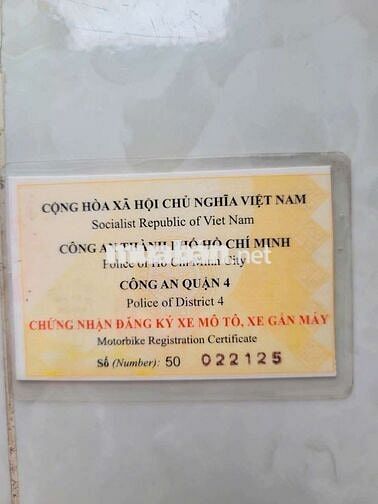 CỘNG HÒA XÃ HỘI CHỦ NGHĨA VIỆT NAM
Socialist Republic of Viet Nam
CÔNG AN THÀNH PHỐ HỒ CHÍ MINH
muaban.net
Police of Ho Chi Minh City
CÔNG AN QUẬN 4
Police of District 4
CHỨNG NHẬN ĐĂNG KÝ XE MÔ TÔ, XE GẮN MÁY
Motorbike Registration Certificate
Số (Number): 50 022125